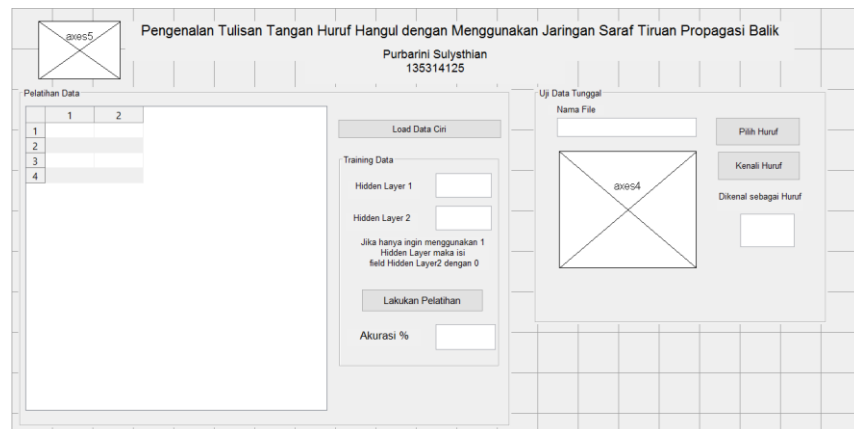 axes5
Pengenalan Tulisan Tangan Huruf Hangul dengan Menggunakan Jaringan Saraf Tiruan Propagasi Balik
Purbarini Sulysthian
135314125
Pelatihan Data
1 2
1
2
3
4
Load Data Ciri
Training Data
Hidden Layer 1
Hidden Layer 2
Jika hanya ingin menggunakan 1
Hidden Layer maka isi
field Hidden Layer2 dengan 0
Lakukan Pelatihan
Akurasi %
Uji Data Tunggal
Nama File
Pilih Huruf
Kenali Huruf
axes4
Dikenal sebagai Huruf